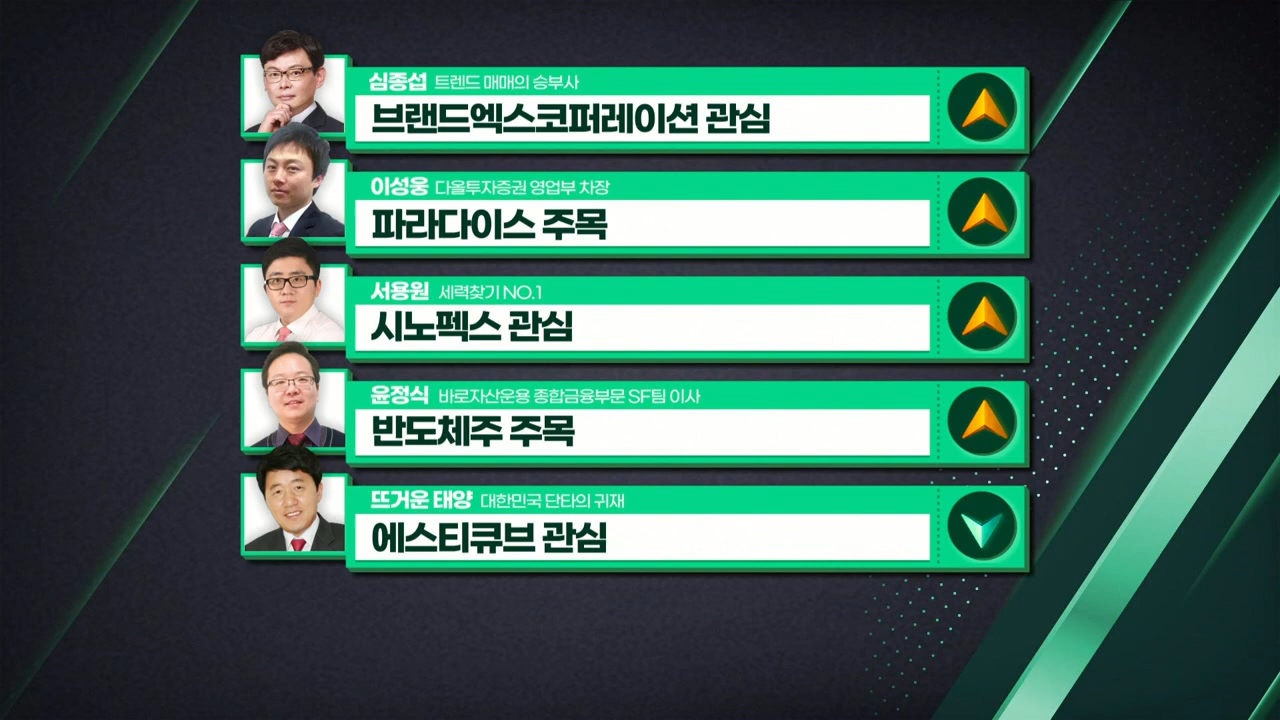 심종섭 트렌드 매매의 승부사
브랜드엑스코퍼레이션 관심
이성웅 다올투자증권 영업부 차장
파라다이스 주목
서용원 세력찾기 NO.1
시노펙스 관심
윤정식 바로자산운용 종합금융부문 SF팀 이사
반도체주 주목
뜨거운 태양 대한민국 단타의 귀재
에스티큐브 관심